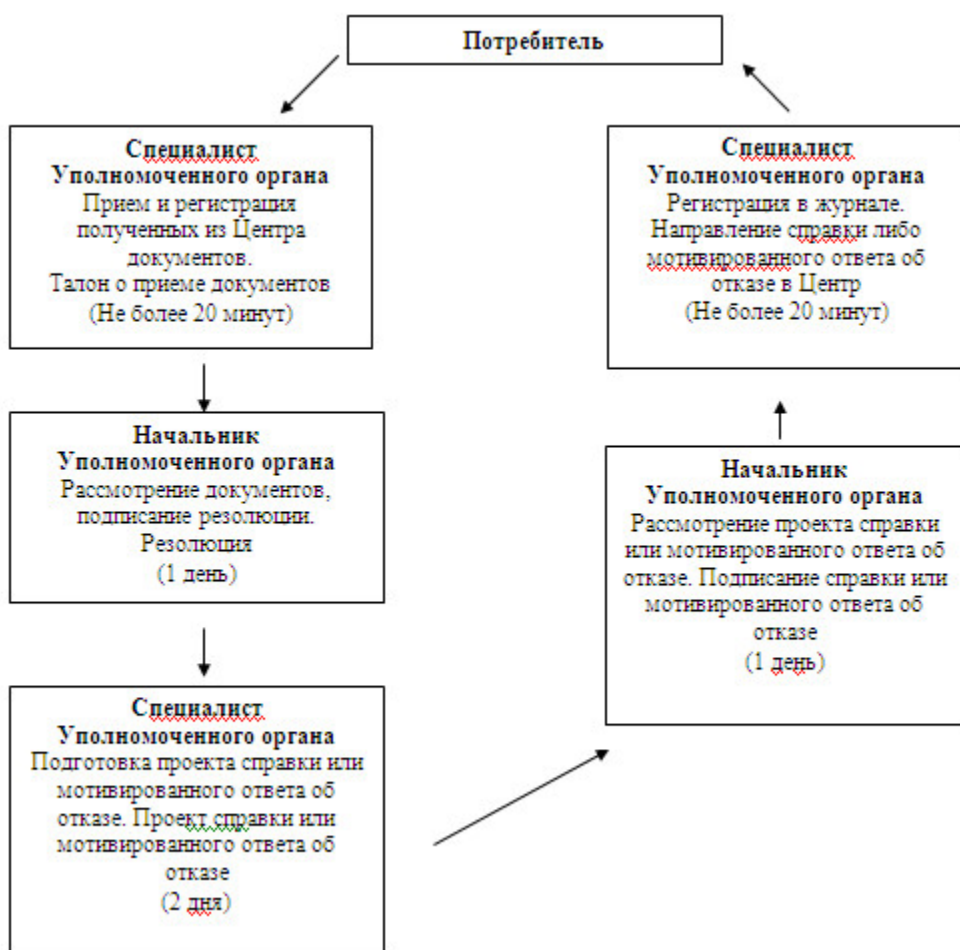 Потребитель
Специалист
Уполномоченного органа
Прием и регистрация
полученных из Центра
документов.
Талон о приеме документов
(Не более 20 минут)
Начальник
Уполномоченного органа
Рассмотрение документов,
подписание резолюции.
Резолюция
(1 день)
Специалист
Уполномоченного органа
Подготовка проекта справки или
мотивированного ответа об
отказе. Проект справки или
мотивированного ответа об
отказе
(2 дня)
Начальник
Уполномоченного органа
Рассмотрение проекта справки
или мотивированного ответа об
отказе. Подписание справки или
мотивированного ответа об
отказе
(1 день)
Специалист
Уполномоченного органа
Регистрация в журнале.
Направление справки либо
мотивированного ответа об
отказе в Центр
(Не более 20 минут)